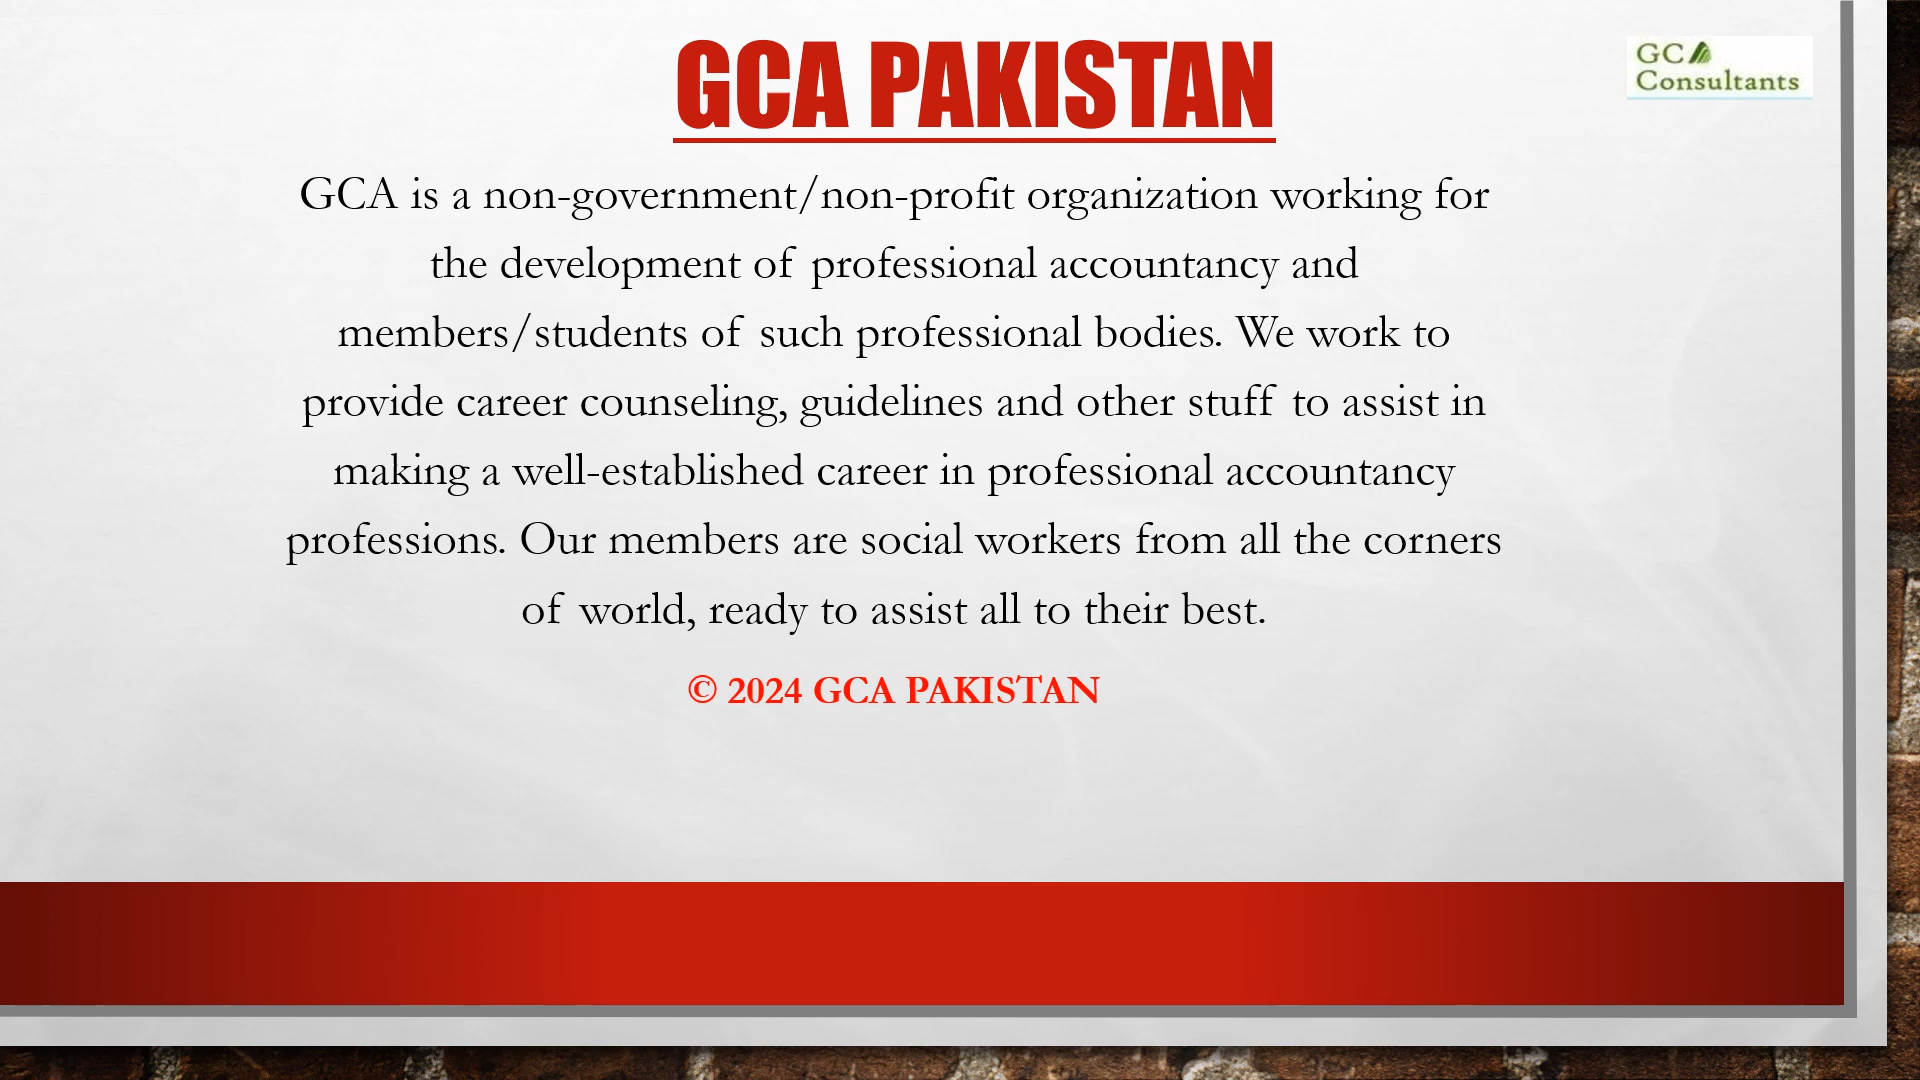 GCA PAKISTAN
GCA
Consultants
GCA is a non-government/non-profit organization working for
the development of professional accountancy and
members/students of such professional bodies. We work to
provide career counseling, guidelines and other stuff to assist in
making a well-established career in professional accountancy
professions. Our members are social workers from all the corners
of world, ready to assist all to their best.
© 2024 GCA PAKISTAN